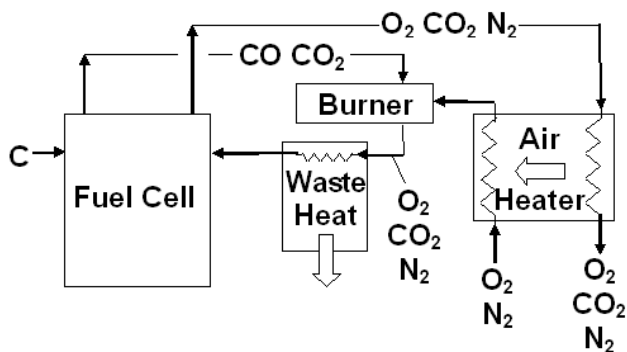 O₂ CO₂ N₂
CO CO₂
Burner
C
Fuel Cell
Waste
Heat
Air
Heater
O₂
CO₂
N₂
O₂
N₂
O₂
CO₂
N₂